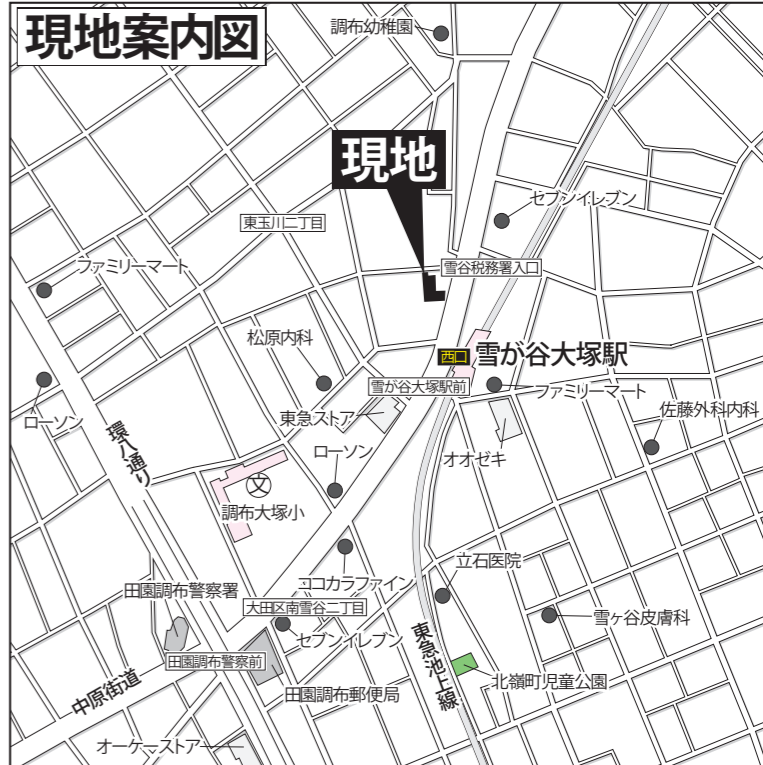 現地案内図
調布幼稚園
現地
セブンイレブン
東玉川二丁目
ファミリーマート
雪谷税務署入口
松原内科
西口
雪が谷大塚駅
雪が谷大塚駅前
ファミリーマート
ローソン
東急ストア
佐藤外科内科
環八通り
ローソン
オオゼキ
文
調布大塚小
ココカラファイン
立石医院
田園調布警察署
大田区南雪谷二丁目
セブンイレブン
雪ヶ谷皮膚科
東急池上線
田園調布警察前
中原街道
田園調布郵便局
北嶺町児童公園
オーケーストア